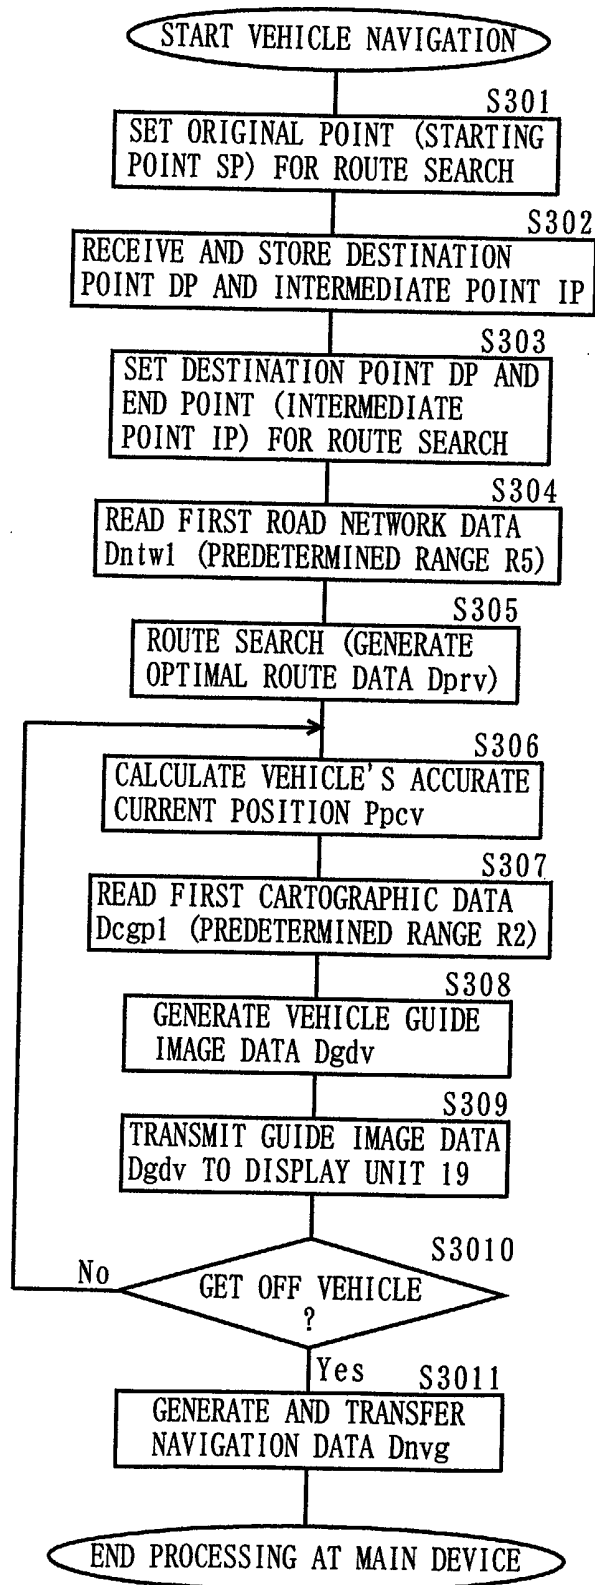 START VEHICLE NAVIGATION
S301
SET ORIGINAL POINT (STARTING
POINT SP) FOR ROUTE SEARCH
S302
RECEIVE AND STORE DESTINATION
POINT DP AND INTERMEDIATE POINT IP
S303
SET DESTINATION POINT DP AND
END POINT (INTERMEDIATE
POINT IP) FOR ROUTE SEARCH
S304
READ FIRST ROAD NETWORK DATA
Dntw1 (PREDETERMINED RANGE R5)
S305
ROUTE SEARCH (GENERATE
OPTIMAL ROUTE DATA Dprv)
S306
CALCULATE VEHICLE'S ACCURATE
CURRENT POSITION Ppcv
S307
READ FIRST CARTOGRAPHIC DATA
Dcgp1 (PREDETERMINED RANGE R2)
S308
GENERATE VEHICLE GUIDE
IMAGE DATA Dgdv
S309
TRANSMIT GUIDE IMAGE DATA
Dgdv TO DISPLAY UNIT 19
S3010
No
GET OFF VEHICLE
?
Yes
S3011
GENERATE AND TRANSFER
NAVIGATION DATA Dnvg
END PROCESSING AT MAIN DEVICE